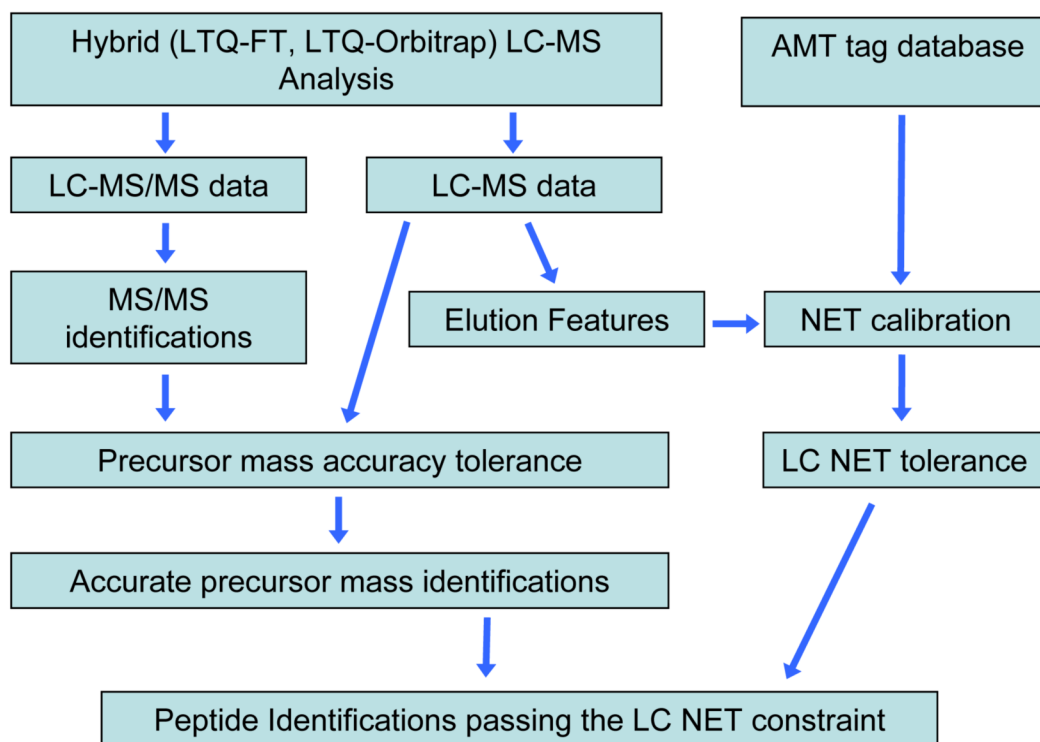 Hybrid (LTQ-FT, LTQ-Orbitrap) LC-MS
Analysis
AMT tag database
LC-MS/MS data
LC-MS data
MS/MS
identifications
Elution Features
NET calibration
Precursor mass accuracy tolerance
LC NET tolerance
Accurate precursor mass identifications
Peptide Identifications passing the LC NET constraint